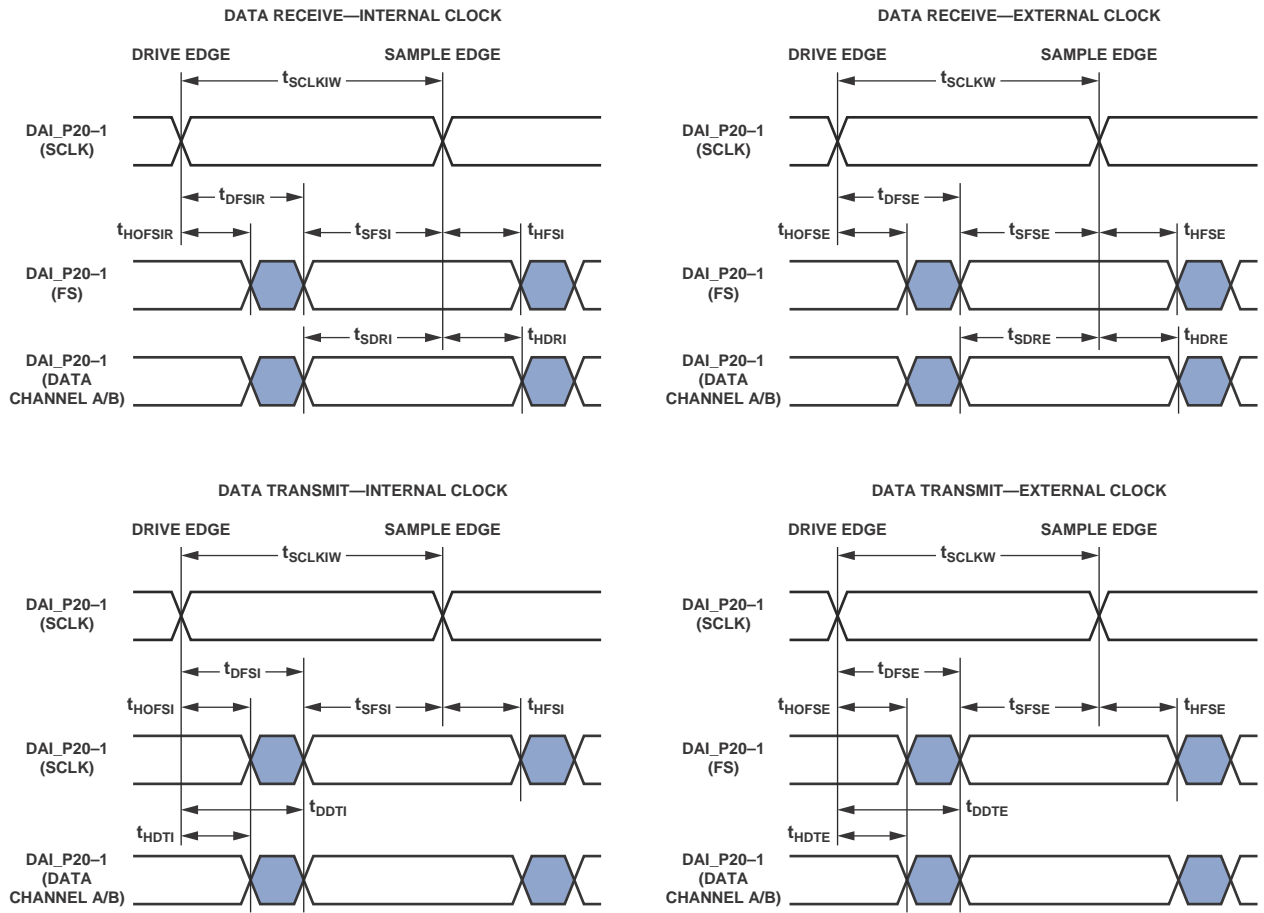 DATA RECEIVE—INTERNAL CLOCK
DRIVE EDGE
SAMPLE EDGE
tSCLKIW
DAI_P20–1
(SCLK)
tDFSIR
tHOFSIR
tSFSI
tHFSI
DAI_P20–1
(FS)
tSDRI
tHDRI
DAI_P20–1
(DATA
CHANNEL A/B)
DATA RECEIVE—EXTERNAL CLOCK
DRIVE EDGE
SAMPLE EDGE
tSCLKW
DAI_P20–1
(SCLK)
tDFSE
tHOFSE
tSFSE
tHFSE
DAI_P20–1
(FS)
tSDRE
tHDRE
DAI_P20–1
(DATA
CHANNEL A/B)
DATA TRANSMIT—INTERNAL CLOCK
DRIVE EDGE
SAMPLE EDGE
tSCLKIW
DAI_P20–1
(SCLK)
tDFSI
tHOFSI
tSFSI
tHFSI
DAI_P20–1
(SCLK)
tDDTI
tHDTI
DAI_P20–1
(DATA
CHANNEL A/B)
DATA TRANSMIT—EXTERNAL CLOCK
DRIVE EDGE
SAMPLE EDGE
tSCLKW
DAI_P20–1
(SCLK)
tDFSE
tHOFSE
tSFSE
tHFSE
DAI_P20–1
(FS)
tDDTE
tHDTE
DAI_P20–1
(DATA
CHANNEL A/B)